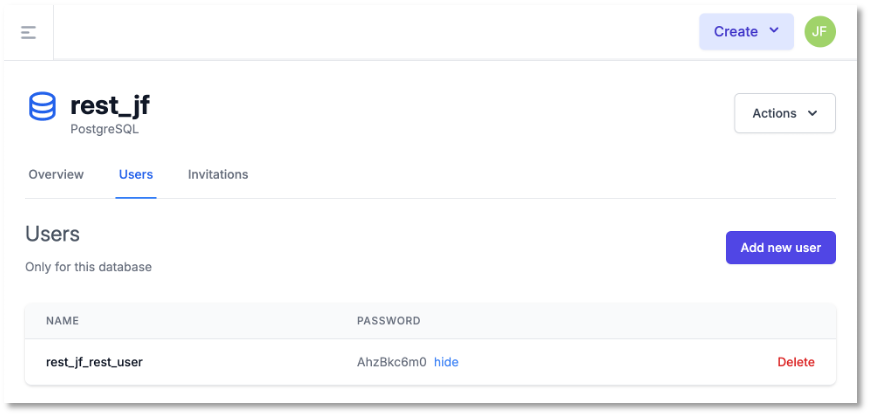 Create
JF
rest_jf
PostgreSQL
Actions
Overview Users Invitations
Users
Only for this database
Add new user
NAME PASSWORD
rest_jf_rest_user AhzBkc6m0 hide Delete